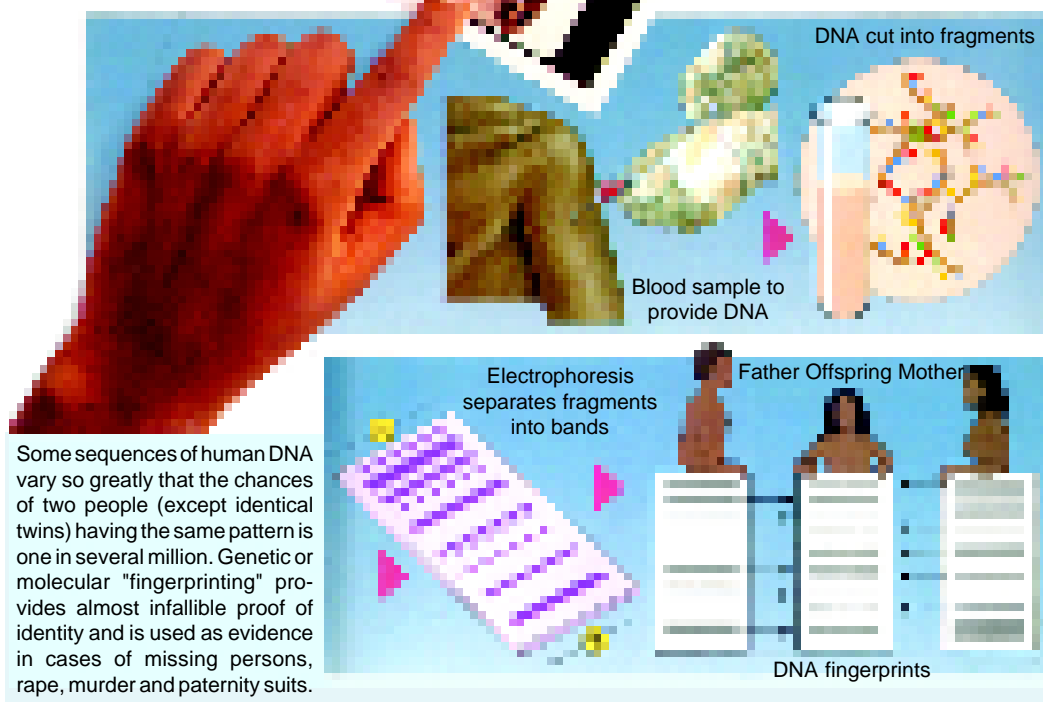 DNA cut into fragments
Blood sample to
provide DNA
Electrophoresis
separates fragments
into bands
Father Offspring Mother
Some sequences of human DNA
vary so greatly that the chances
of two people (except identical
twins) having the same pattern is
one in several million. Genetic or
molecular "fingerprinting" pro-
vides almost infallible proof of
identity and is used as evidence
in cases of missing persons,
rape, murder and paternity suits.
DNA fingerprints